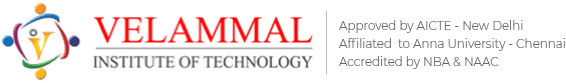 V
VELAMMAL
INSTITUTE OF TECHNOLOGY
Approved by AICTE - New Delhi
Affiliated to Anna University - Chennai
Accredited by NBA & NAAC